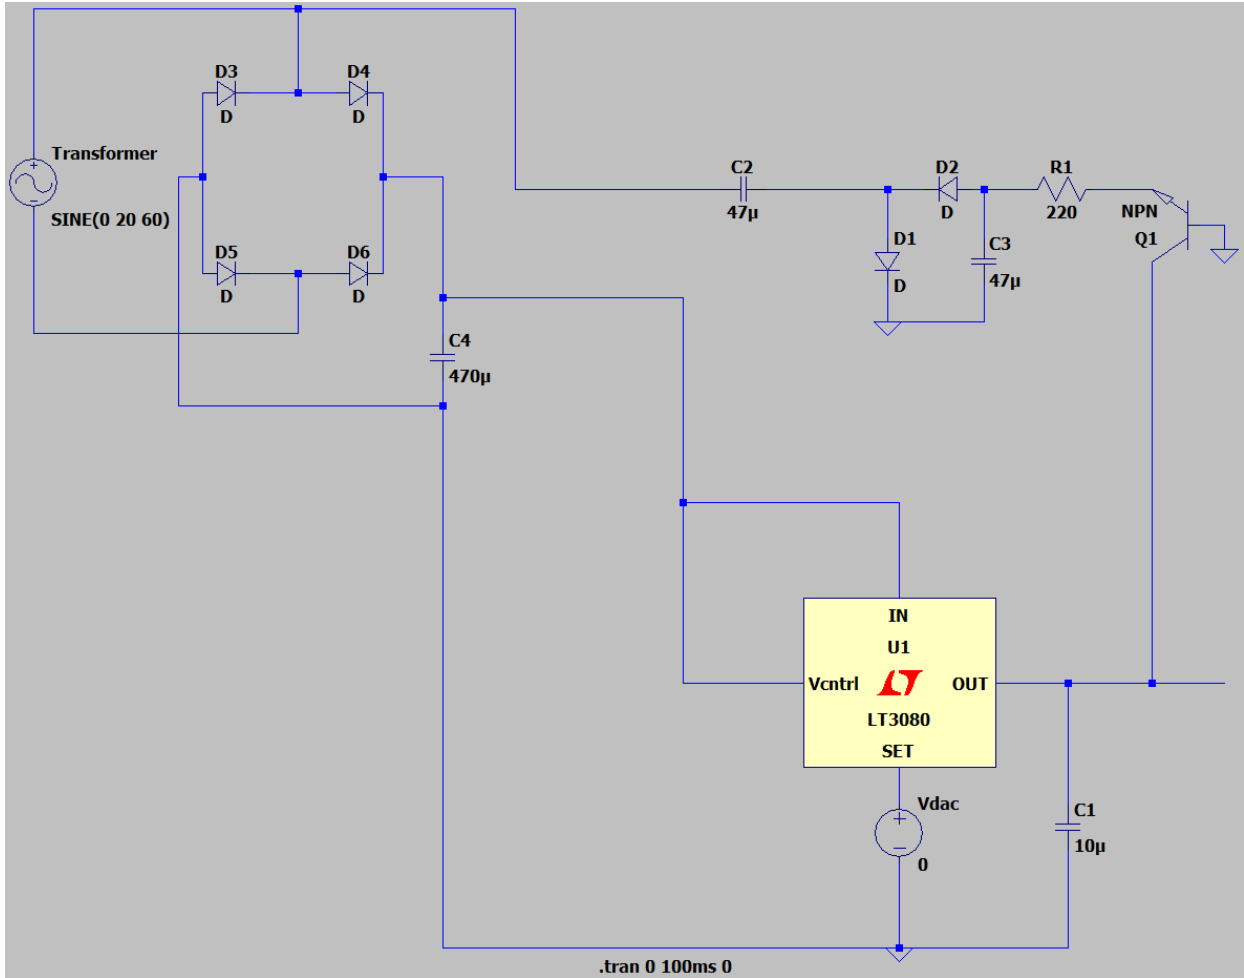 D3
D
D4
D
Transformer
+
−
SINE(0 20 60)
D5
D
D6
D
C4
470µ
C2
47µ
D2
D
R1
220
NPN
Q1
D1
D
C3
47µ
IN
U1
Vcntrl
OUT
LT3080
SET
Vdac
+
−
0
C1
10µ
.tran 0 100ms 0